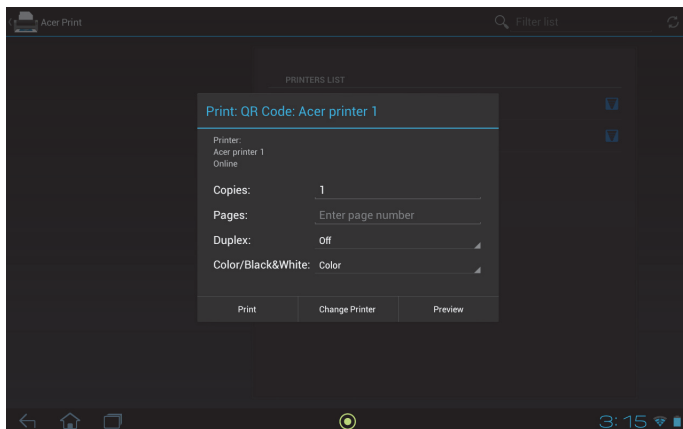 Acer Print
Filter list
PRINTERS LIST
Print: QR Code: Acer printer 1
Printer:
Acer printer 1
Online
Copies: 1
Pages: Enter page number
Duplex: Off
Color/Black&White: Color
Print Change Printer Preview
3:15